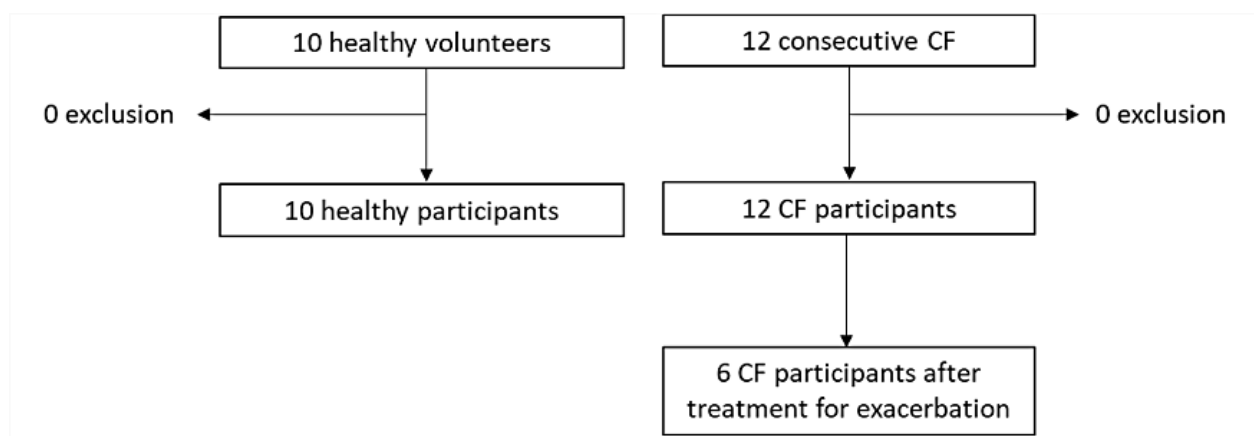 10 healthy volunteers
12 consecutive CF
0 exclusion
0 exclusion
10 healthy participants
12 CF participants
6 CF participants after
treatment for exacerbation